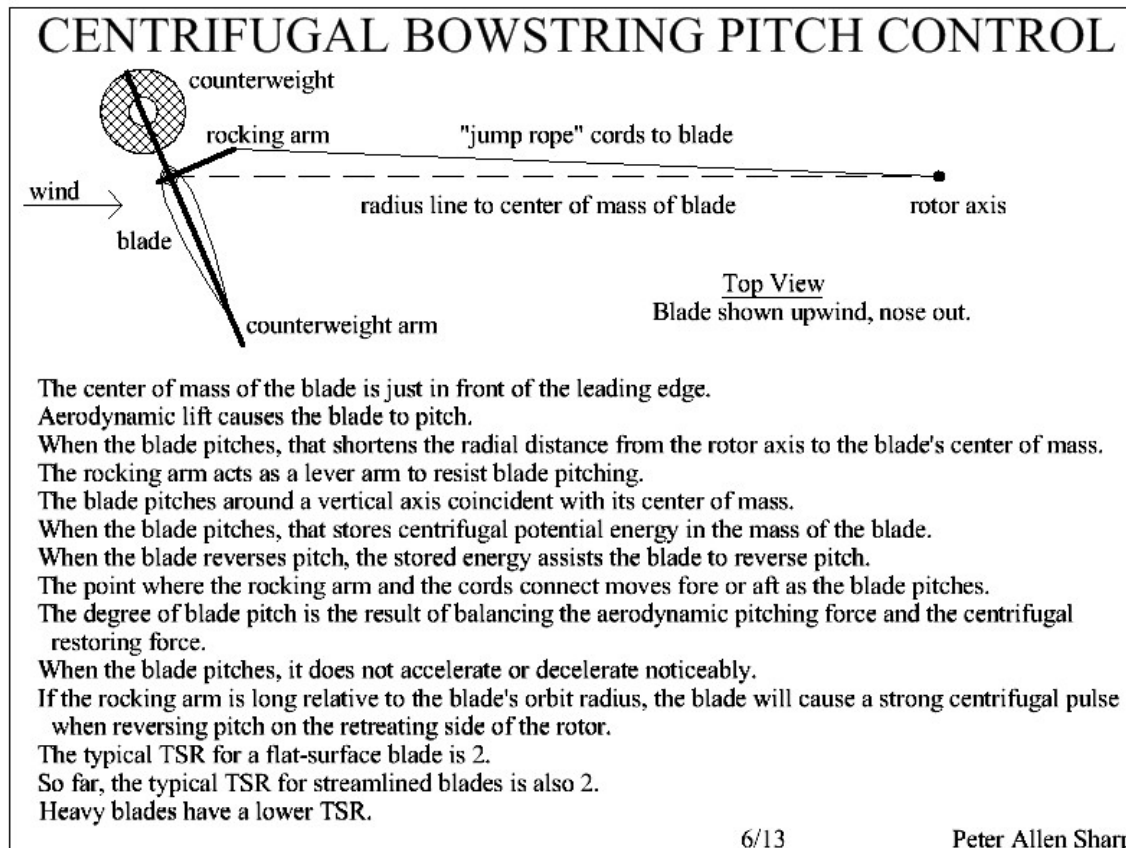 CENTRIFUGAL BOWSTRING PITCH CONTROL
counterweight
rocking arm
"jump rope" cords to blade
wind
radius line to center of mass of blade
rotor axis
blade
Top View
Blade shown upwind, nose out.
counterweight arm
The center of mass of the blade is just in front of the leading edge.
Aerodynamic lift causes the blade to pitch.
When the blade pitches, that shortens the radial distance from the rotor axis to the blade's center of mass.
The rocking arm acts as a lever arm to resist blade pitching.
The blade pitches around a vertical axis coincident with its center of mass.
When the blade pitches, that stores centrifugal potential energy in the mass of the blade.
When the blade reverses pitch, the stored energy assists the blade to reverse pitch.
The point where the rocking arm and the cords connect moves fore or aft as the blade pitches.
The degree of blade pitch is the result of balancing the aerodynamic pitching force and the centrifugal
restoring force.
When the blade pitches, it does not accelerate or decelerate noticeably.
If the rocking arm is long relative to the blade's orbit radius, the blade will cause a strong centrifugal pulse
when reversing pitch on the retreating side of the rotor.
The typical TSR for a flat-surface blade is 2.
So far, the typical TSR for streamlined blades is also 2.
Heavy blades have a lower TSR.
6/13 Peter Allen Sharp